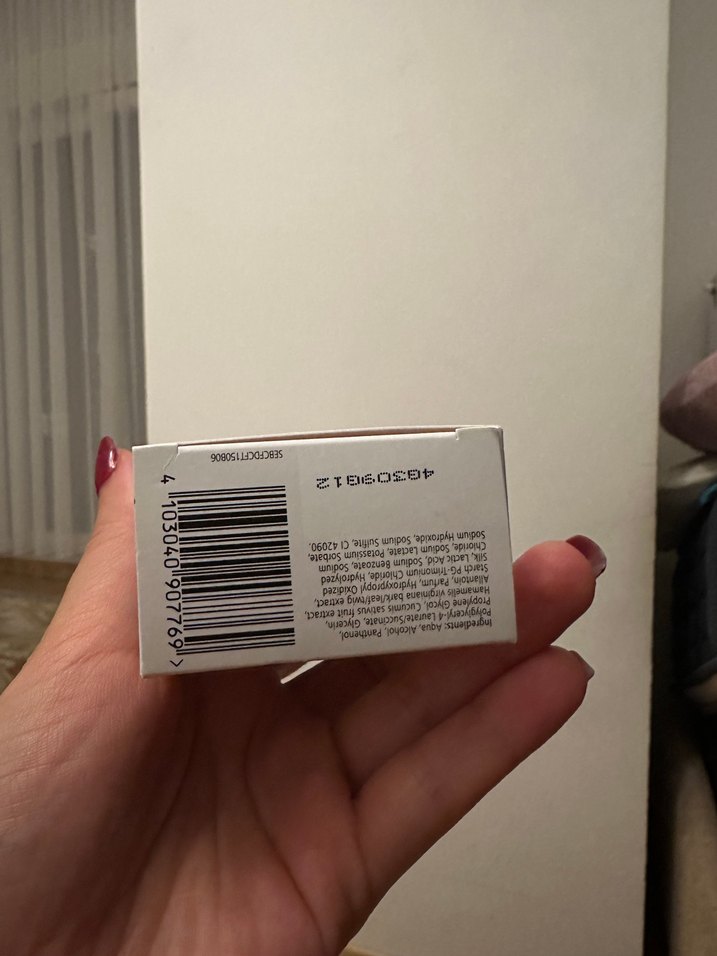 Ingredients: Aqua, Alcohol, Panthenol,
Polyglyceryl-4 Laurate/Succinate, Glycerin,
Propylene Glycol, Cucumis sativus fruit extract,
Hamamelis virginiana bark/leaf/twig extract,
Allantoin, Parfum, Hydroxypropyl Oxidized
Starch PG-Trimonium Chloride, Hydrolyzed
Silk, Lactic Acid, Sodium Benzoate, Sodium
Chloride, Sodium Lactate, Potassium Sorbate,
Sodium Hydroxide, Sodium Sulfite, CI 42090.
4G309G12
4 103040 907769 >
SEBCFDCFT150B06